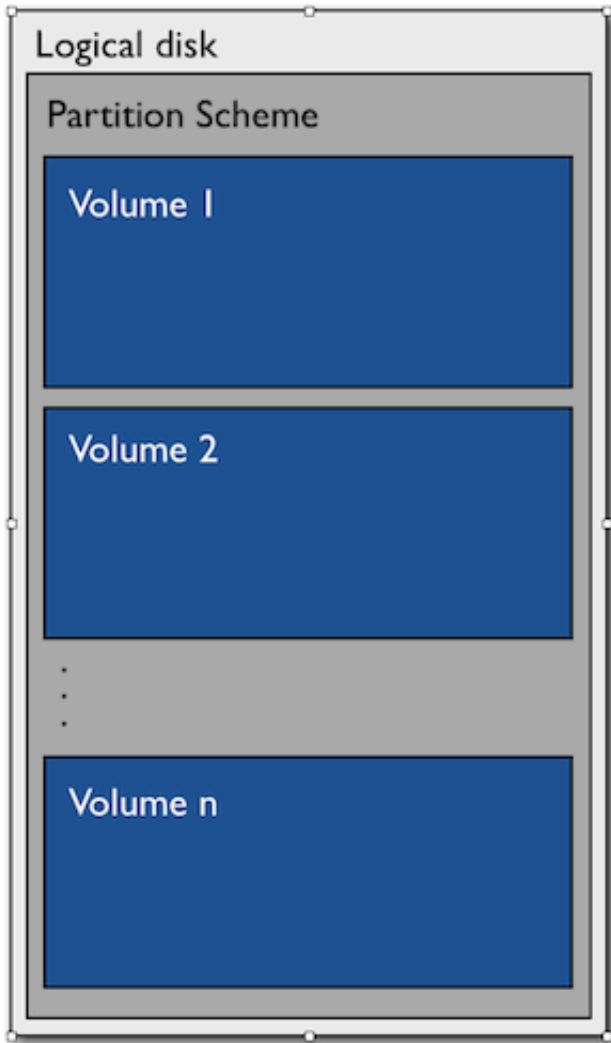 Logical disk
Partition Scheme
Volume 1
Volume 2
.
.
.
Volume n